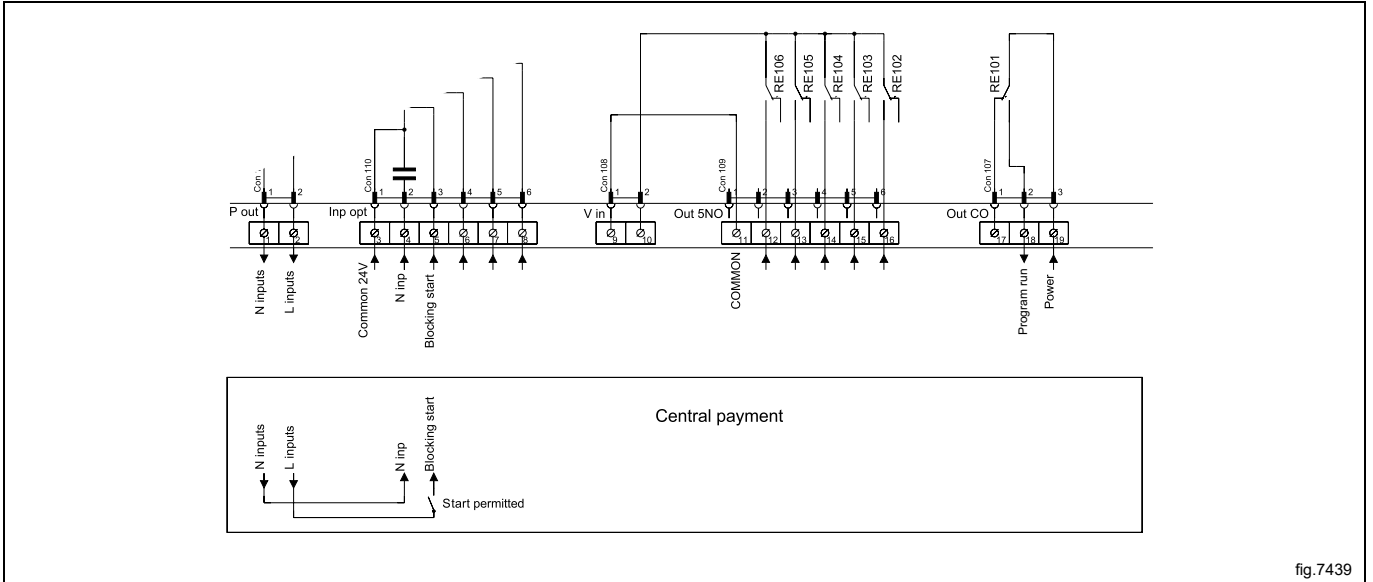 RE106
RE105
RE104
RE103
RE102
RE101
Con 110
Con 108
Con 109
Con 107
1 2
1 2 3 4 5 6
1 2
1 2 3 4 5 6
1 2 3
P out
Inp opt
V in
Out 5NO
Out CO
1 2
3 4 5 6 7 8
9 10
11 12 13 14 15 16
17 18 19
N inputs
L inputs
Common 24V
N inp
Blocking start
COMMON
Program run
Power
Central payment
N inputs
L inputs
N inp
Blocking start
Start permitted
fig.7439